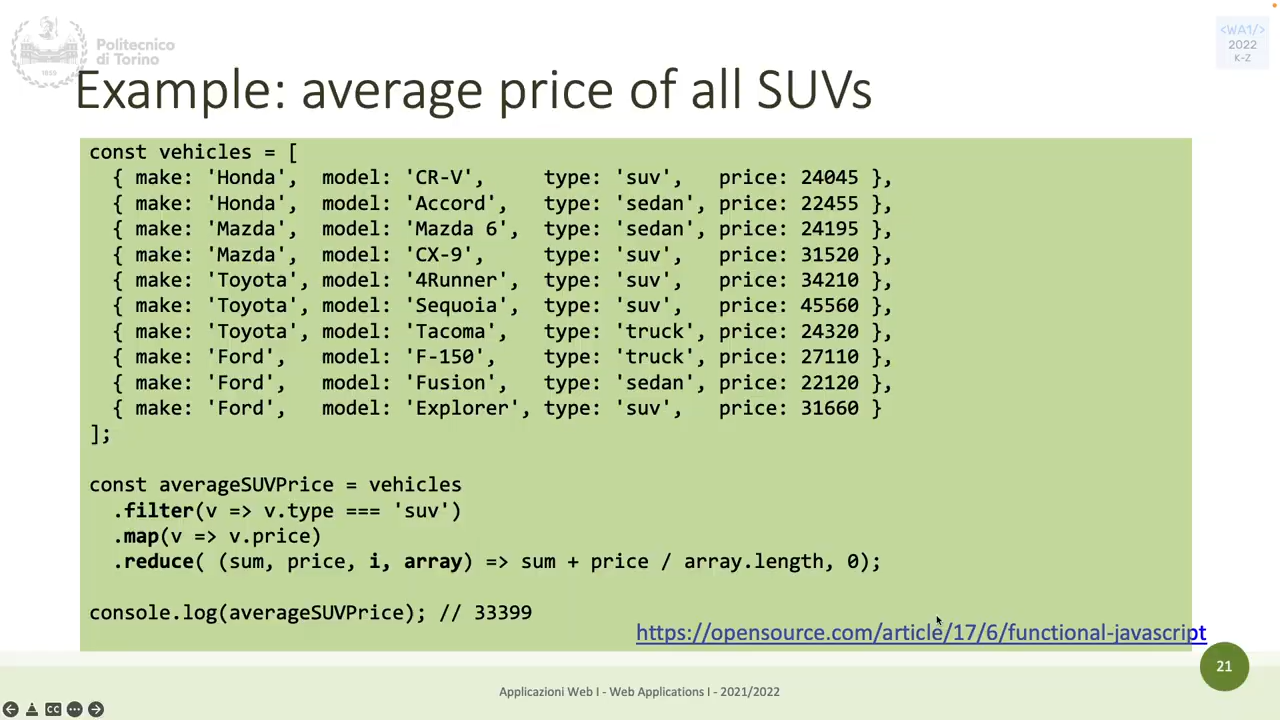 Politecnico
di Torino
1859
<WA1/>
2022
K-Z
Example: average price of all SUVs
const vehicles = [
  { make: 'Honda',  model: 'CR-V',     type: 'suv',   price: 24045 },
  { make: 'Honda',  model: 'Accord',   type: 'sedan', price: 22455 },
  { make: 'Mazda',  model: 'Mazda 6',  type: 'sedan', price: 24195 },
  { make: 'Mazda',  model: 'CX-9',     type: 'suv',   price: 31520 },
  { make: 'Toyota', model: '4Runner',  type: 'suv',   price: 34210 },
  { make: 'Toyota', model: 'Sequoia',  type: 'suv',   price: 45560 },
  { make: 'Toyota', model: 'Tacoma',   type: 'truck', price: 24320 },
  { make: 'Ford',   model: 'F-150',    type: 'truck', price: 27110 },
  { make: 'Ford',   model: 'Fusion',   type: 'sedan', price: 22120 },
  { make: 'Ford',   model: 'Explorer', type: 'suv',   price: 31660 }
];
const averageSUVPrice = vehicles
  .filter(v => v.type === 'suv')
  .map(v => v.price)
  .reduce( (sum, price, i, array) => sum + price / array.length, 0);
console.log(averageSUVPrice); // 33399
https://opensource.com/article/17/6/functional-javascript
21
Applicazioni Web I - Web Applications I - 2021/2022
CC